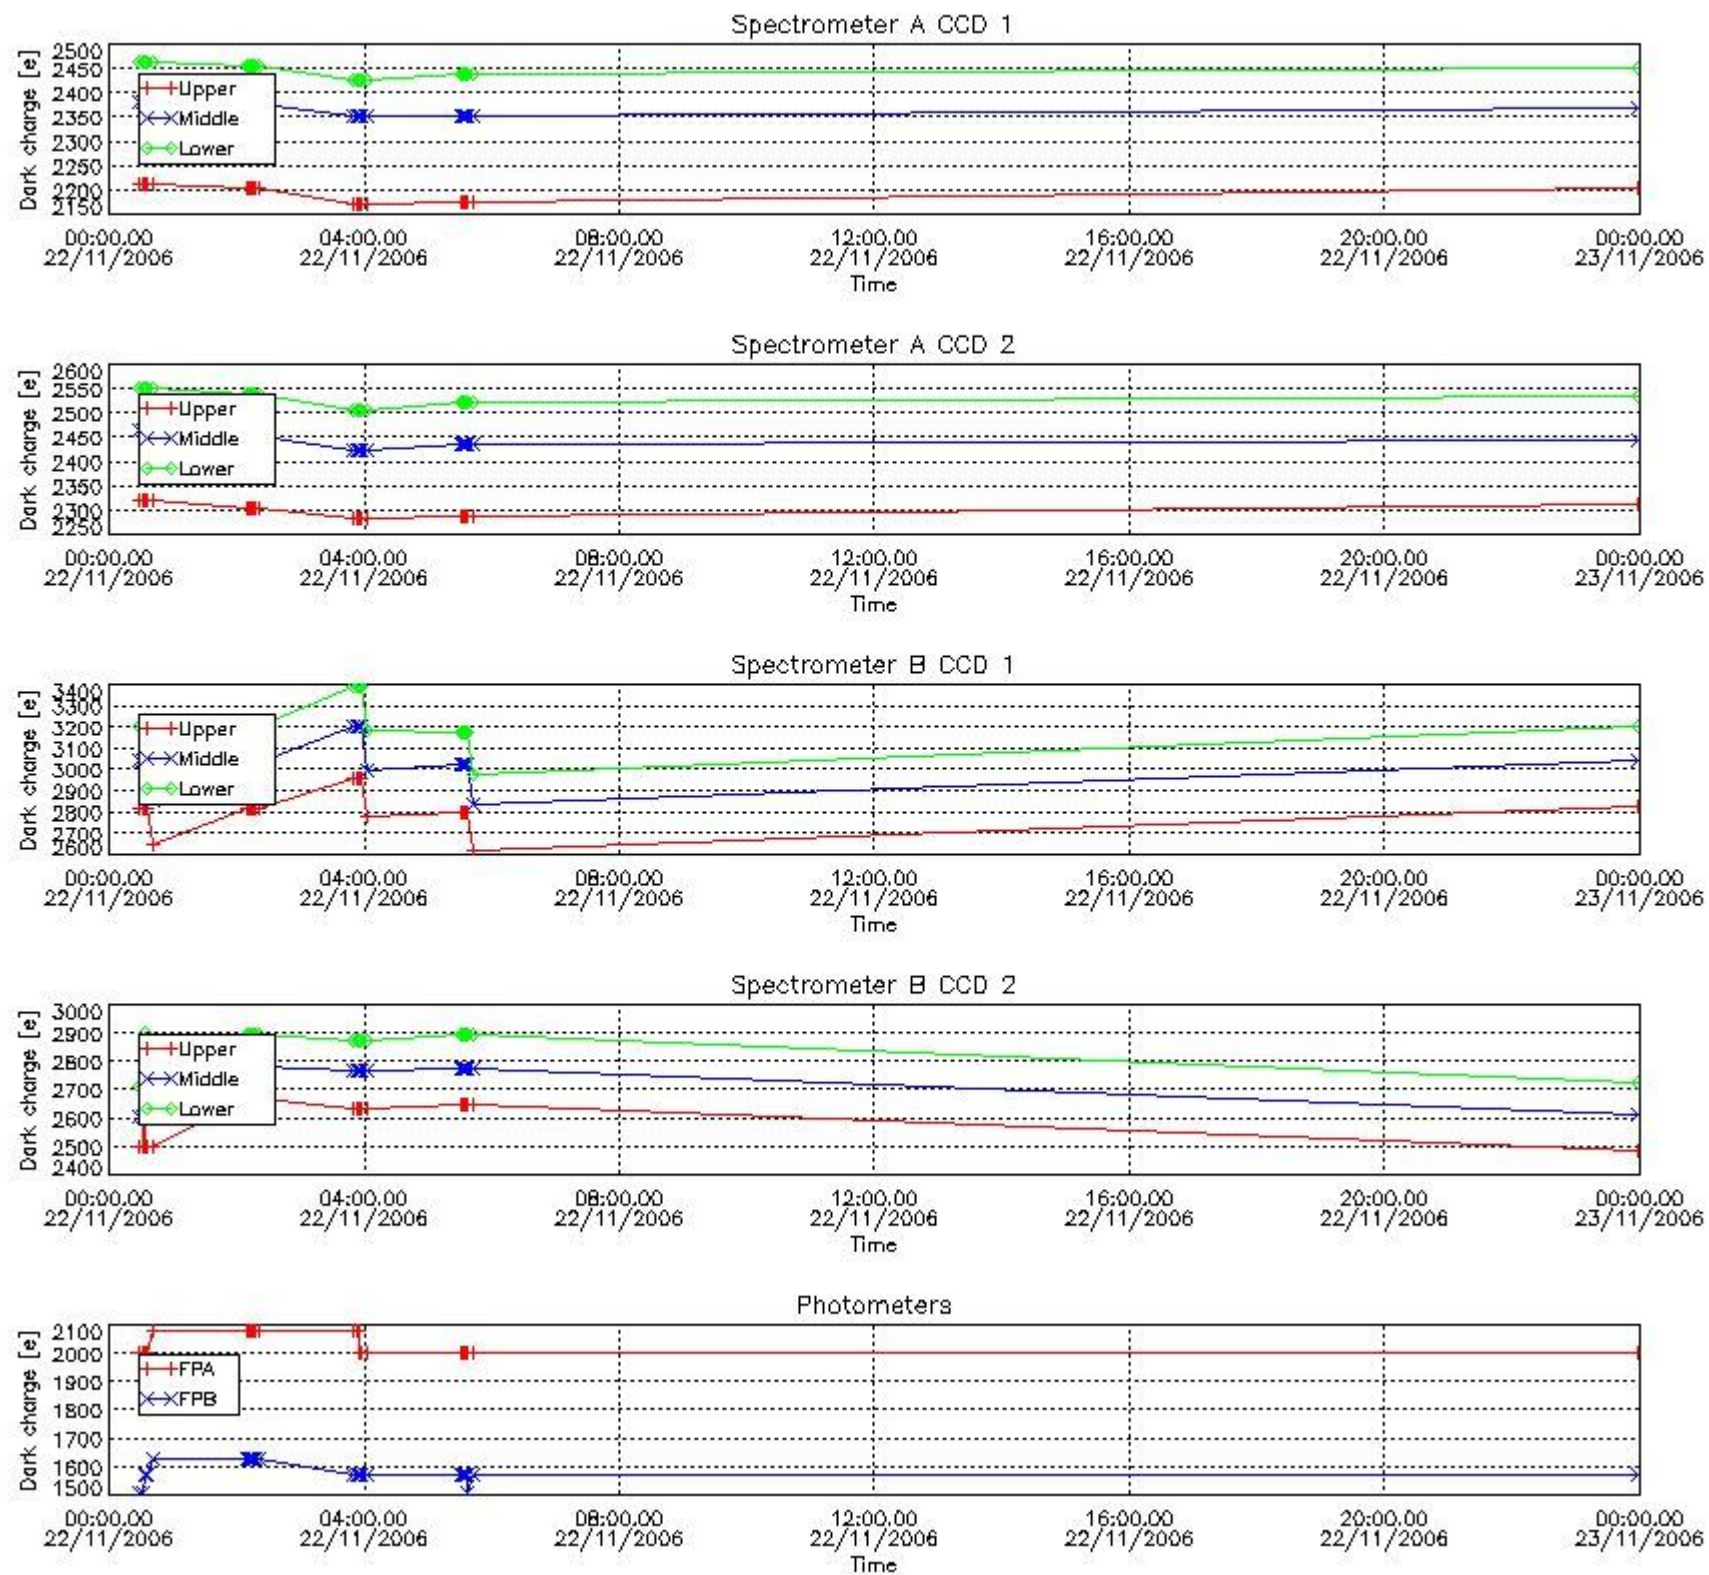 Spectrometer A CCD 1
Dark charge [e]
2500
2450
2400
2350
2300
2250
2200
2150
Upper
Middle
Lower
00:00.00 04:00.00 08:00.00 12:00.00 16:00.00 20:00.00 00:00.00
22/11/2006 22/11/2006 22/11/2006 22/11/2006 22/11/2006 22/11/2006 23/11/2006
Time
Spectrometer A CCD 2
Dark charge [e]
2600
2550
2500
2450
2400
2350
2300
2250
Upper
Middle
Lower
00:00.00 04:00.00 08:00.00 12:00.00 16:00.00 20:00.00 00:00.00
22/11/2006 22/11/2006 22/11/2006 22/11/2006 22/11/2006 22/11/2006 23/11/2006
Time
Spectrometer B CCD 1
Dark charge [e]
3400
3300
3200
3100
3000
2900
2800
2700
2600
Upper
Middle
Lower
00:00.00 04:00.00 08:00.00 12:00.00 16:00.00 20:00.00 00:00.00
22/11/2006 22/11/2006 22/11/2006 22/11/2006 22/11/2006 22/11/2006 23/11/2006
Time
Spectrometer B CCD 2
Dark charge [e]
3000
2900
2800
2700
2600
2500
2400
Upper
Middle
Lower
00:00.00 04:00.00 08:00.00 12:00.00 16:00.00 20:00.00 00:00.00
22/11/2006 22/11/2006 22/11/2006 22/11/2006 22/11/2006 22/11/2006 23/11/2006
Time
Photometers
Dark charge [e]
2100
2000
1900
1800
1700
1600
1500
FPA
FPB
00:00.00 04:00.00 08:00.00 12:00.00 16:00.00 20:00.00 00:00.00
22/11/2006 22/11/2006 22/11/2006 22/11/2006 22/11/2006 22/11/2006 23/11/2006
Time